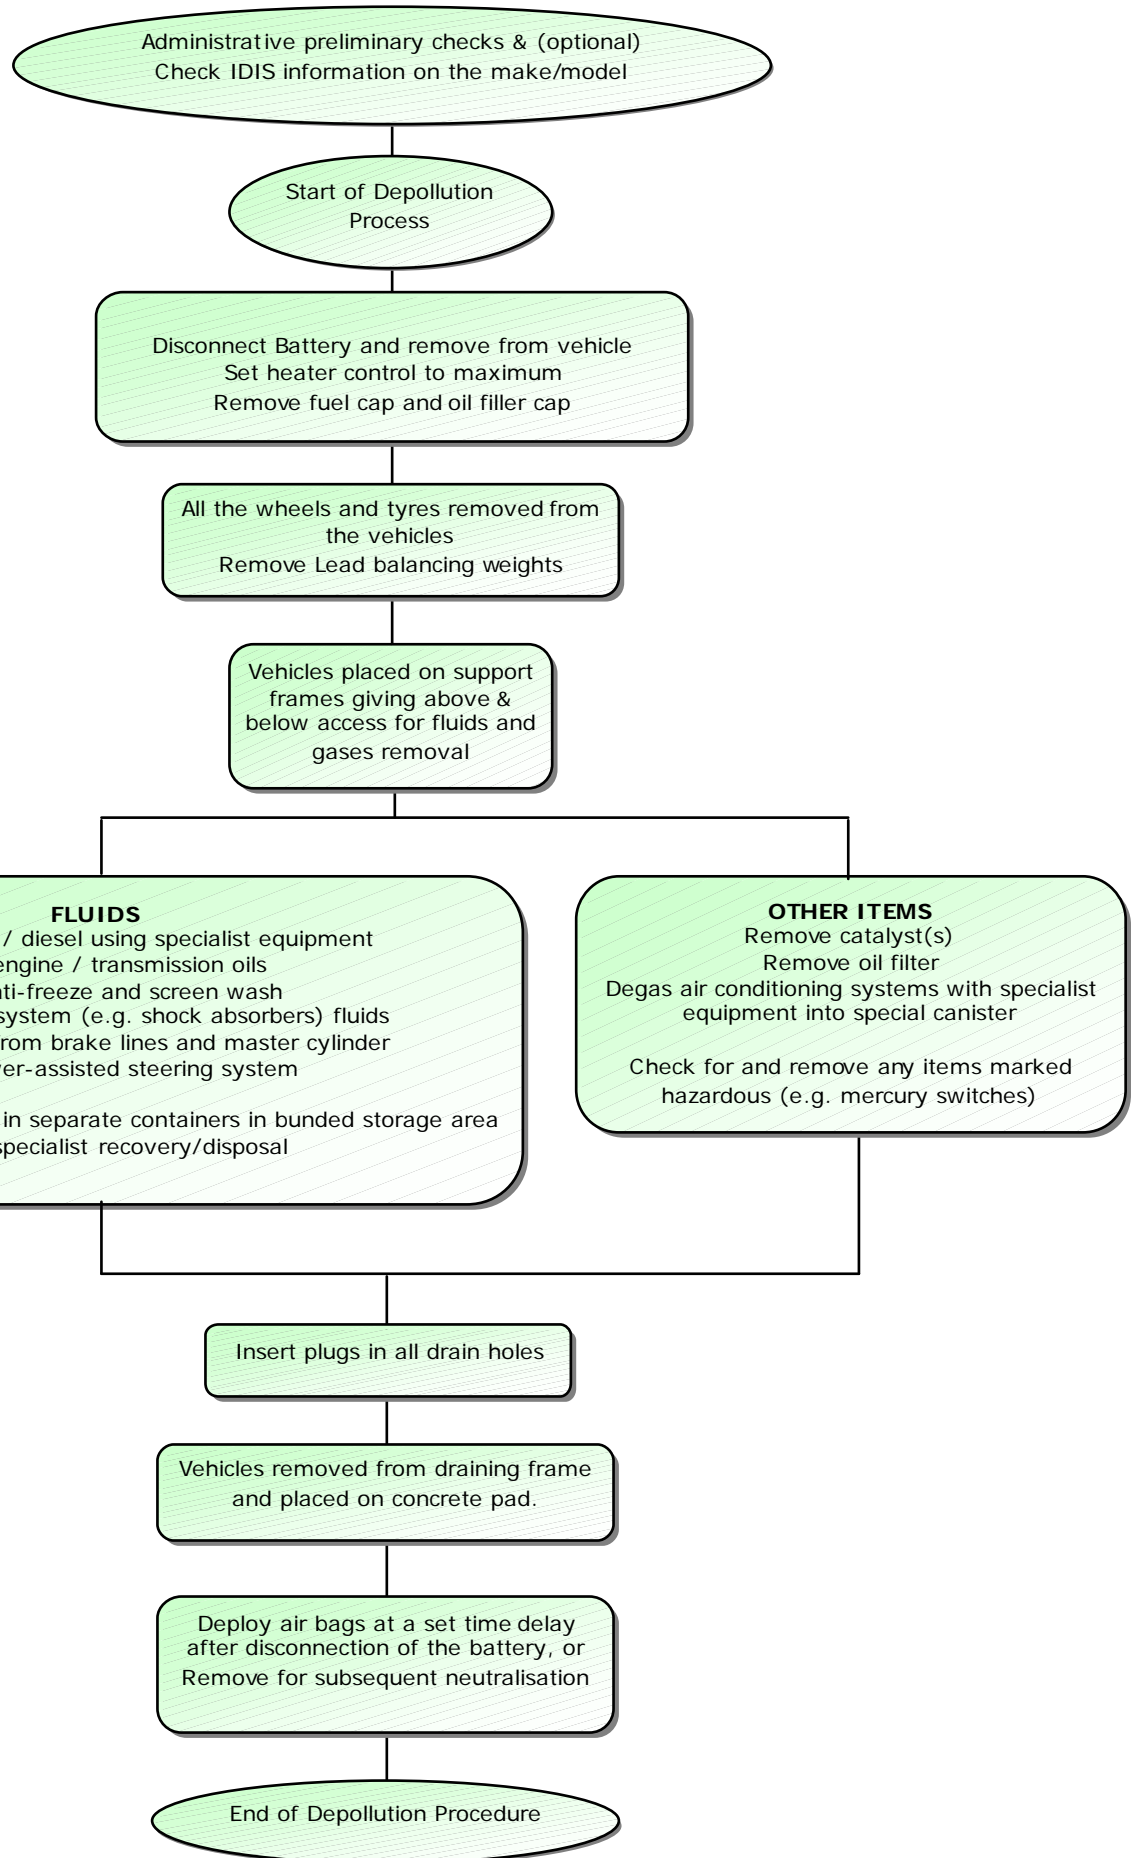 Administrative preliminary checks & (optional)
Check IDIS information on the make/model
Start of Depollution
Process
Disconnect Battery and remove from vehicle
Set heater control to maximum
Remove fuel cap and oil filler cap
All the wheels and tyres removed from
the vehicles
Remove Lead balancing weights
Vehicles placed on support
frames giving above &
below access for fluids and
gases removal
FLUIDS
/ diesel using specialist equipment
engine / transmission oils
and screen wash
system (e.g. shock absorbers) fluids
brake lines and master cylinder
steering system
in separate containers in bunded storage area
specialist recovery/disposal
OTHER ITEMS
Remove catalyst(s)
Remove oil filter
Degas air conditioning systems with specialist
equipment into special canister
Check for and remove any items marked
hazardous (e.g. mercury switches)
Insert plugs in all drain holes
Vehicles removed from draining frame
and placed on concrete pad.
Deploy air bags at a set time delay
after disconnection of the battery, or
Remove for subsequent neutralisation
End of Depollution Procedure